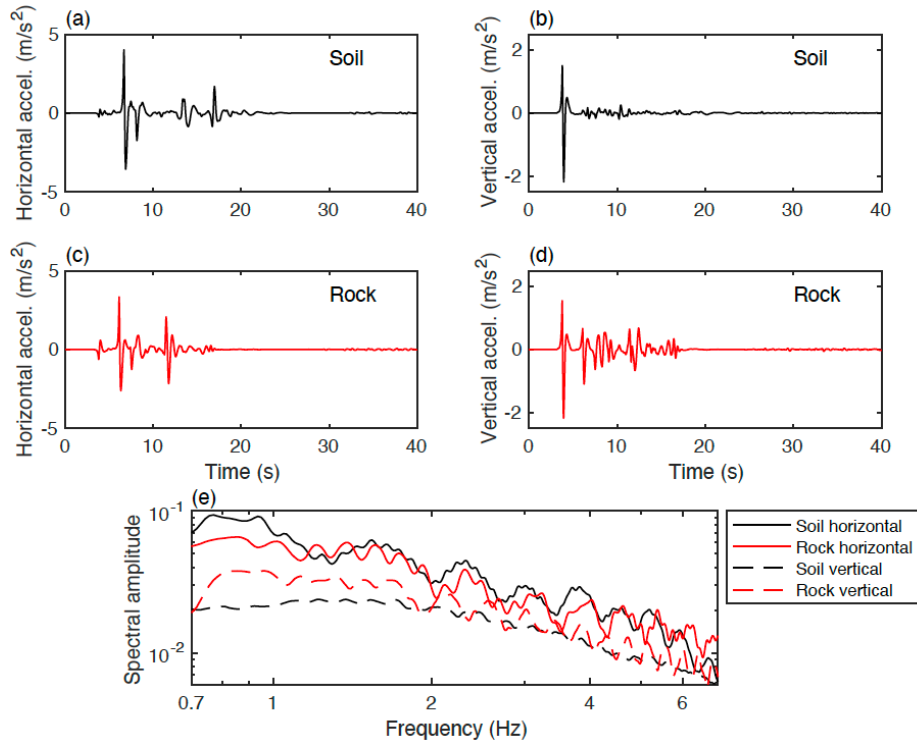 (a)
Horizontal accel. (m/s²)
5
0
-5
Soil
0 10 20 30 40
(b)
Vertical accel. (m/s²)
2
0
-2
Soil
0 10 20 30 40
(c)
Horizontal accel. (m/s²)
5
0
-5
Rock
0 10 20 30 40
Time (s)
(d)
Vertical accel. (m/s²)
2
0
-2
Rock
0 10 20 30 40
Time (s)
(e)
Spectral amplitude
10⁻¹
10⁻²
0.7 1 2 4 6
Frequency (Hz)
Soil horizontal
Rock horizontal
Soil vertical
Rock vertical